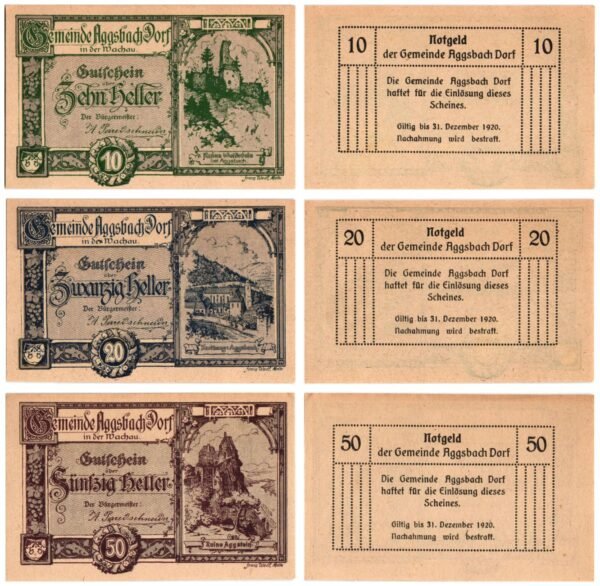 Gemeinde Aggsbach Dorf
in der Wachau.
Gutschein
über
Zehn Heller
Der Bürgermeister:
10
bei Aggsbach
Notgeld
der Gemeinde Aggsbach Dorf
10
10
Die Gemeinde Aggsbach Dorf
haftet für die Einlösung dieses
Scheines.
Giltig bis 31. Dezember 1920.
Nachahmung wird bestraft.
Gemeinde Aggsbach Dorf
in der Wachau.
Gutschein
über
Zwanzig Heller
Der Bürgermeister:
20
Notgeld
der Gemeinde Aggsbach Dorf
20
20
Die Gemeinde Aggsbach Dorf
haftet für die Einlösung dieses
Scheines.
Giltig bis 31. Dezember 1920.
Nachahmung wird bestraft.
Gemeinde Aggsbach Dorf
in der Wachau.
Gutschein
über
Fünfzig Heller
Der Bürgermeister:
50
Ruine Aggstein
Notgeld
der Gemeinde Aggsbach Dorf
50
50
Die Gemeinde Aggsbach Dorf
haftet für die Einlösung dieses
Scheines.
Giltig bis 31. Dezember 1920.
Nachahmung wird bestraft.